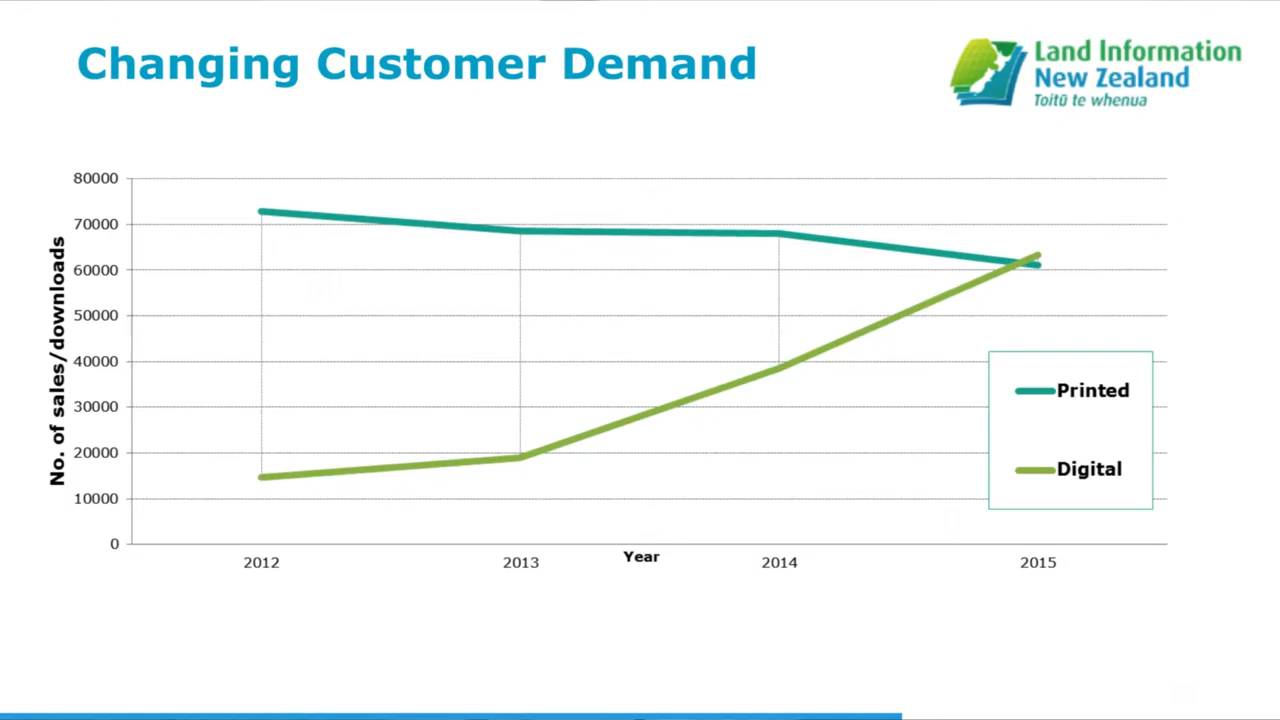 Changing Customer Demand
Land Information
New Zealand
Toitū te whenua
80000
70000
60000
50000
40000
30000
20000
10000
0
No. of sales/downloads
2012
2013
2014
2015
Year
Printed
Digital